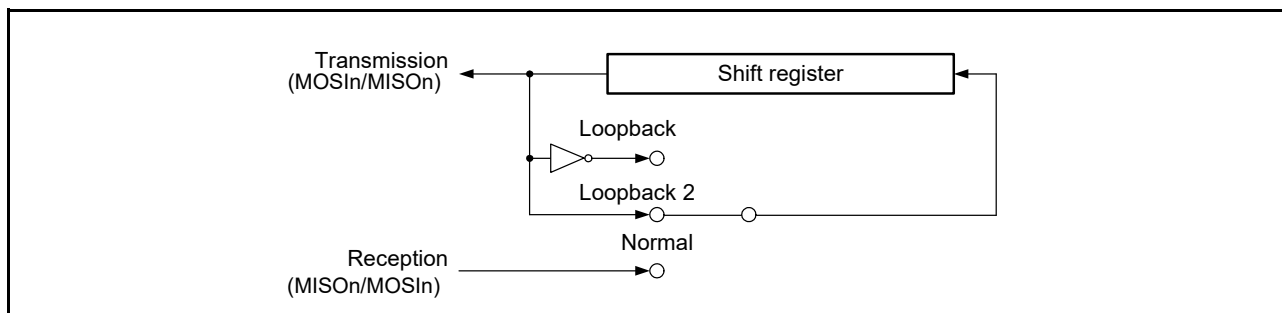 Transmission
(MOSIn/MISOn)
Shift register
Loopback
Loopback 2
Normal
Reception
(MISOn/MOSIn)